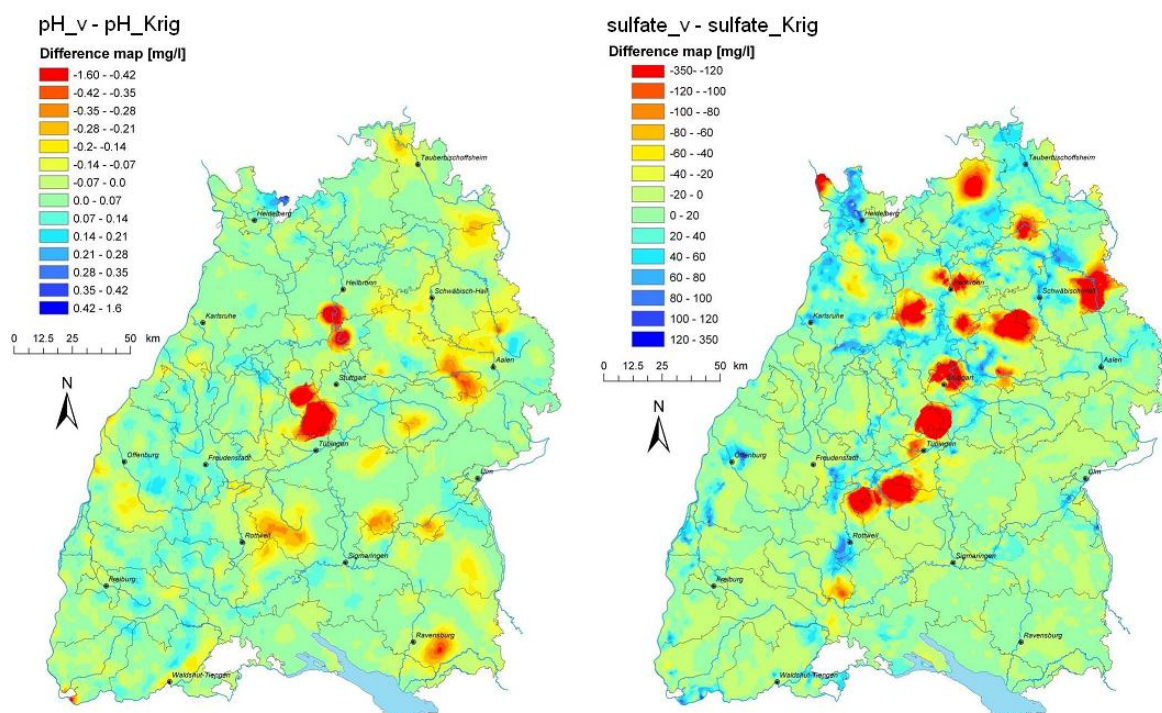 pH_v - pH_Krig
Difference map [mg/l]
-1.60 - -0.42
-0.42 - -0.35
-0.35 - -0.28
-0.28 - -0.21
-0.2 - -0.14
-0.14 - -0.07
-0.07 - 0.0
0.0 - 0.07
0.07 - 0.14
0.14 - 0.21
0.21 - 0.28
0.28 - 0.35
0.35 - 0.42
0.42 - 1.6
0 25 50 km
N
Tauberbischoffsheim
Heidelberg
Heilbronn
Schwäbisch-Hall
Karlsruhe
Aalen
Stuttgart
Tübingen
Offenburg
Freudenstadt
Ulm
Rottweil
Sigmaringen
Freiburg
Ravensburg
Waldshut-Tiengen
sulfate_v - sulfate_Krig
Difference map [mg/l]
-350- -120
-120 - -100
-100 - -80
-80 - -60
-60 - -40
-40 - -20
-20 - 0
0 - 20
20 - 40
40 - 60
60 - 80
80 - 100
100 - 120
120 - 350
0 12.5 25 50 km
N
Tauberbischoffsheim
Heidelberg
Heilbronn
Karlsruhe
Aalen
Tübingen
Offenburg
Freudenstadt
Ulm
Rottweil
Sigmaringen
Freiburg
Ravensburg
Waldshut-Tiengen